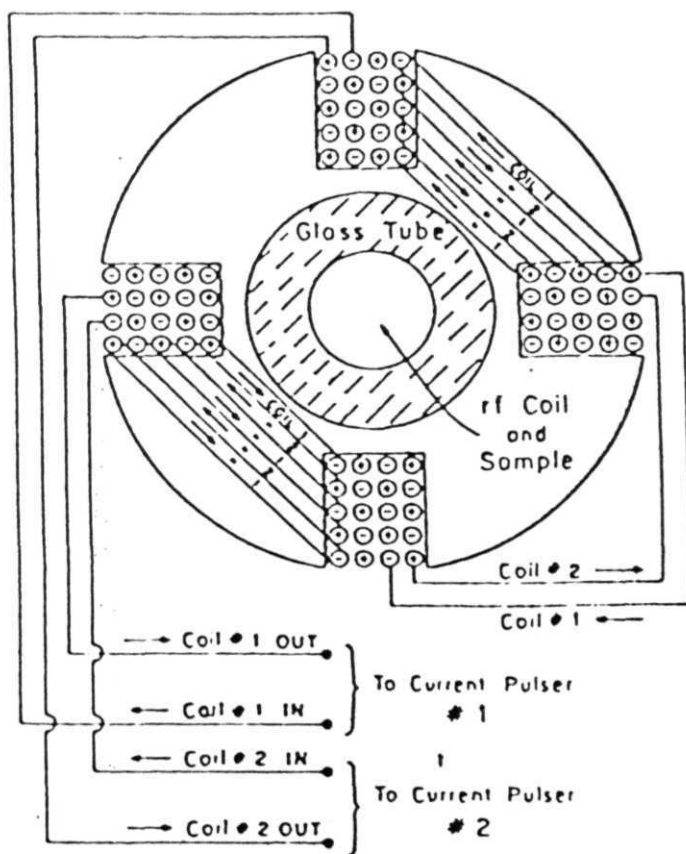 COIL
Glass Tube
COIL
rf Coil
and
Sample
Coil # 2
Coil # 1
Coil # 1 OUT
To Current Pulser
# 1
Coil # 1 IN
Coil # 2 IN
To Current Pulser
# 2
Coil # 2 OUT